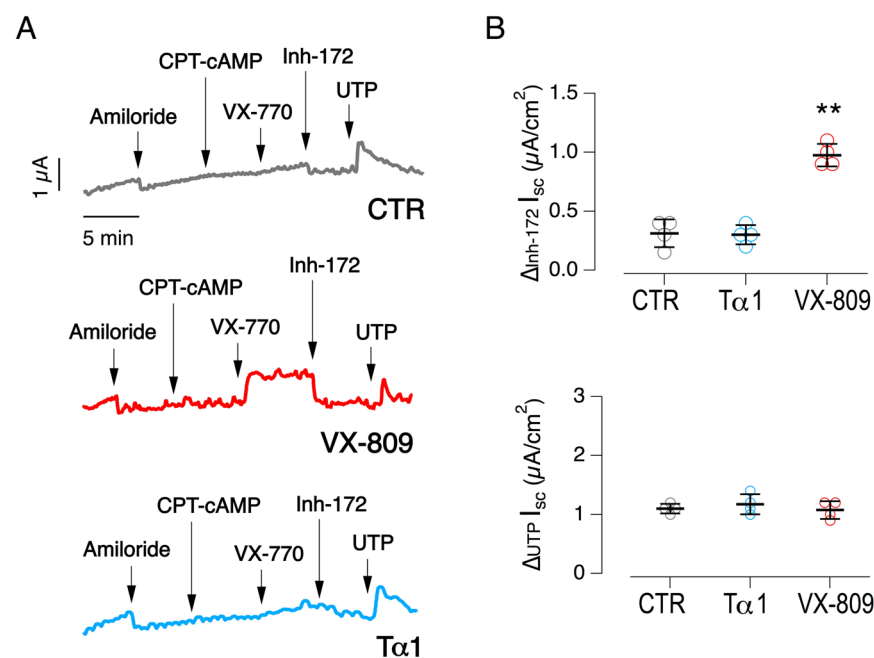 A
Inh-172
CPT-cAMP
UTP
VX-770
Amiloride
1 µA
CTR
5 min
Inh-172
CPT-cAMP
VX-770
UTP
Amiloride
VX-809
CPT-cAMP
Inh-172
UTP
Amiloride
VX-770
Tα1
B
ΔInh-172 Isc (µA/cm²)
1.5
1.0
0.5
0.0
**
CTR Tα1 VX-809
ΔUTP Isc (µA/cm²)
3
2
1
0
CTR Tα1 VX-809